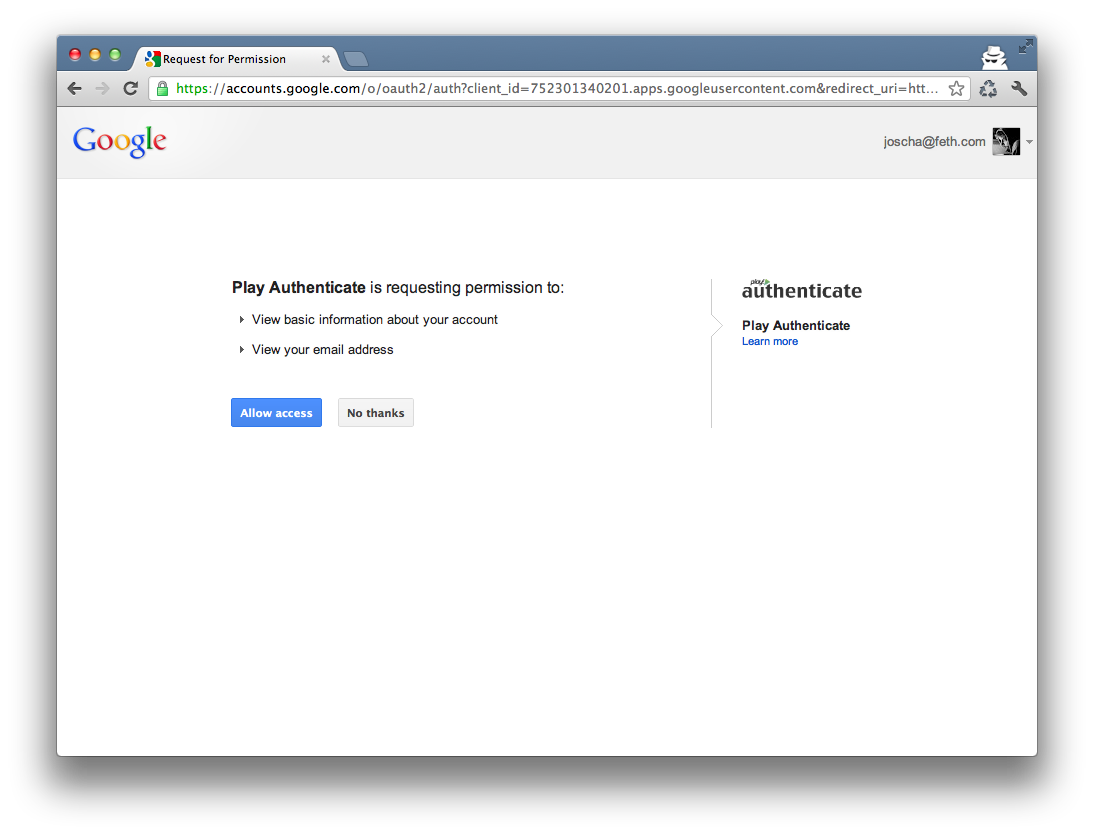 Request for Permission
https://accounts.google.com/o/oauth2/auth?client_id=752301340201.apps.googleusercontent.com&redirect_uri=htt...
Google
joscha@feth.com
Play Authenticate is requesting permission to:
View basic information about your account
View your email address
Allow access
No thanks
play!
authenticate
Play Authenticate
Learn more